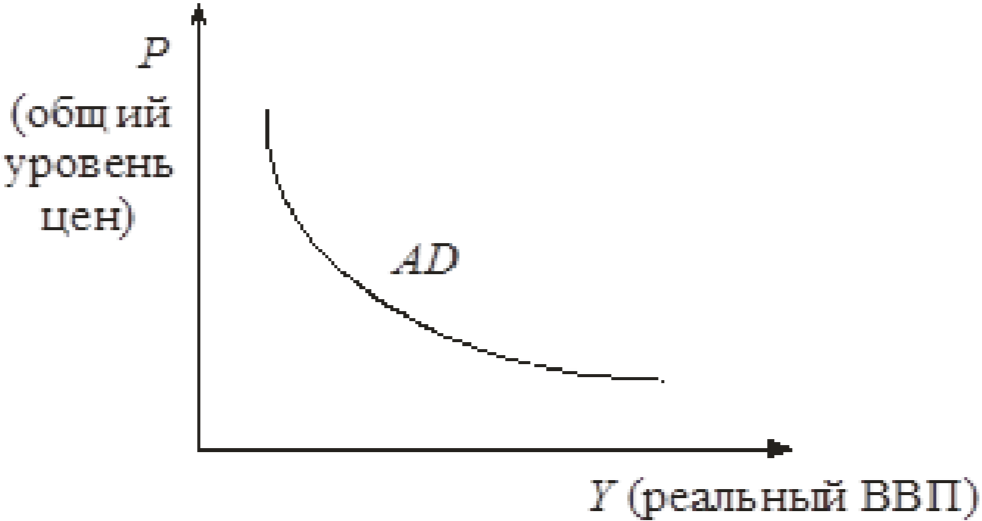 P
(общий
уровень
цен)
AD
Y (реальный ВВП)